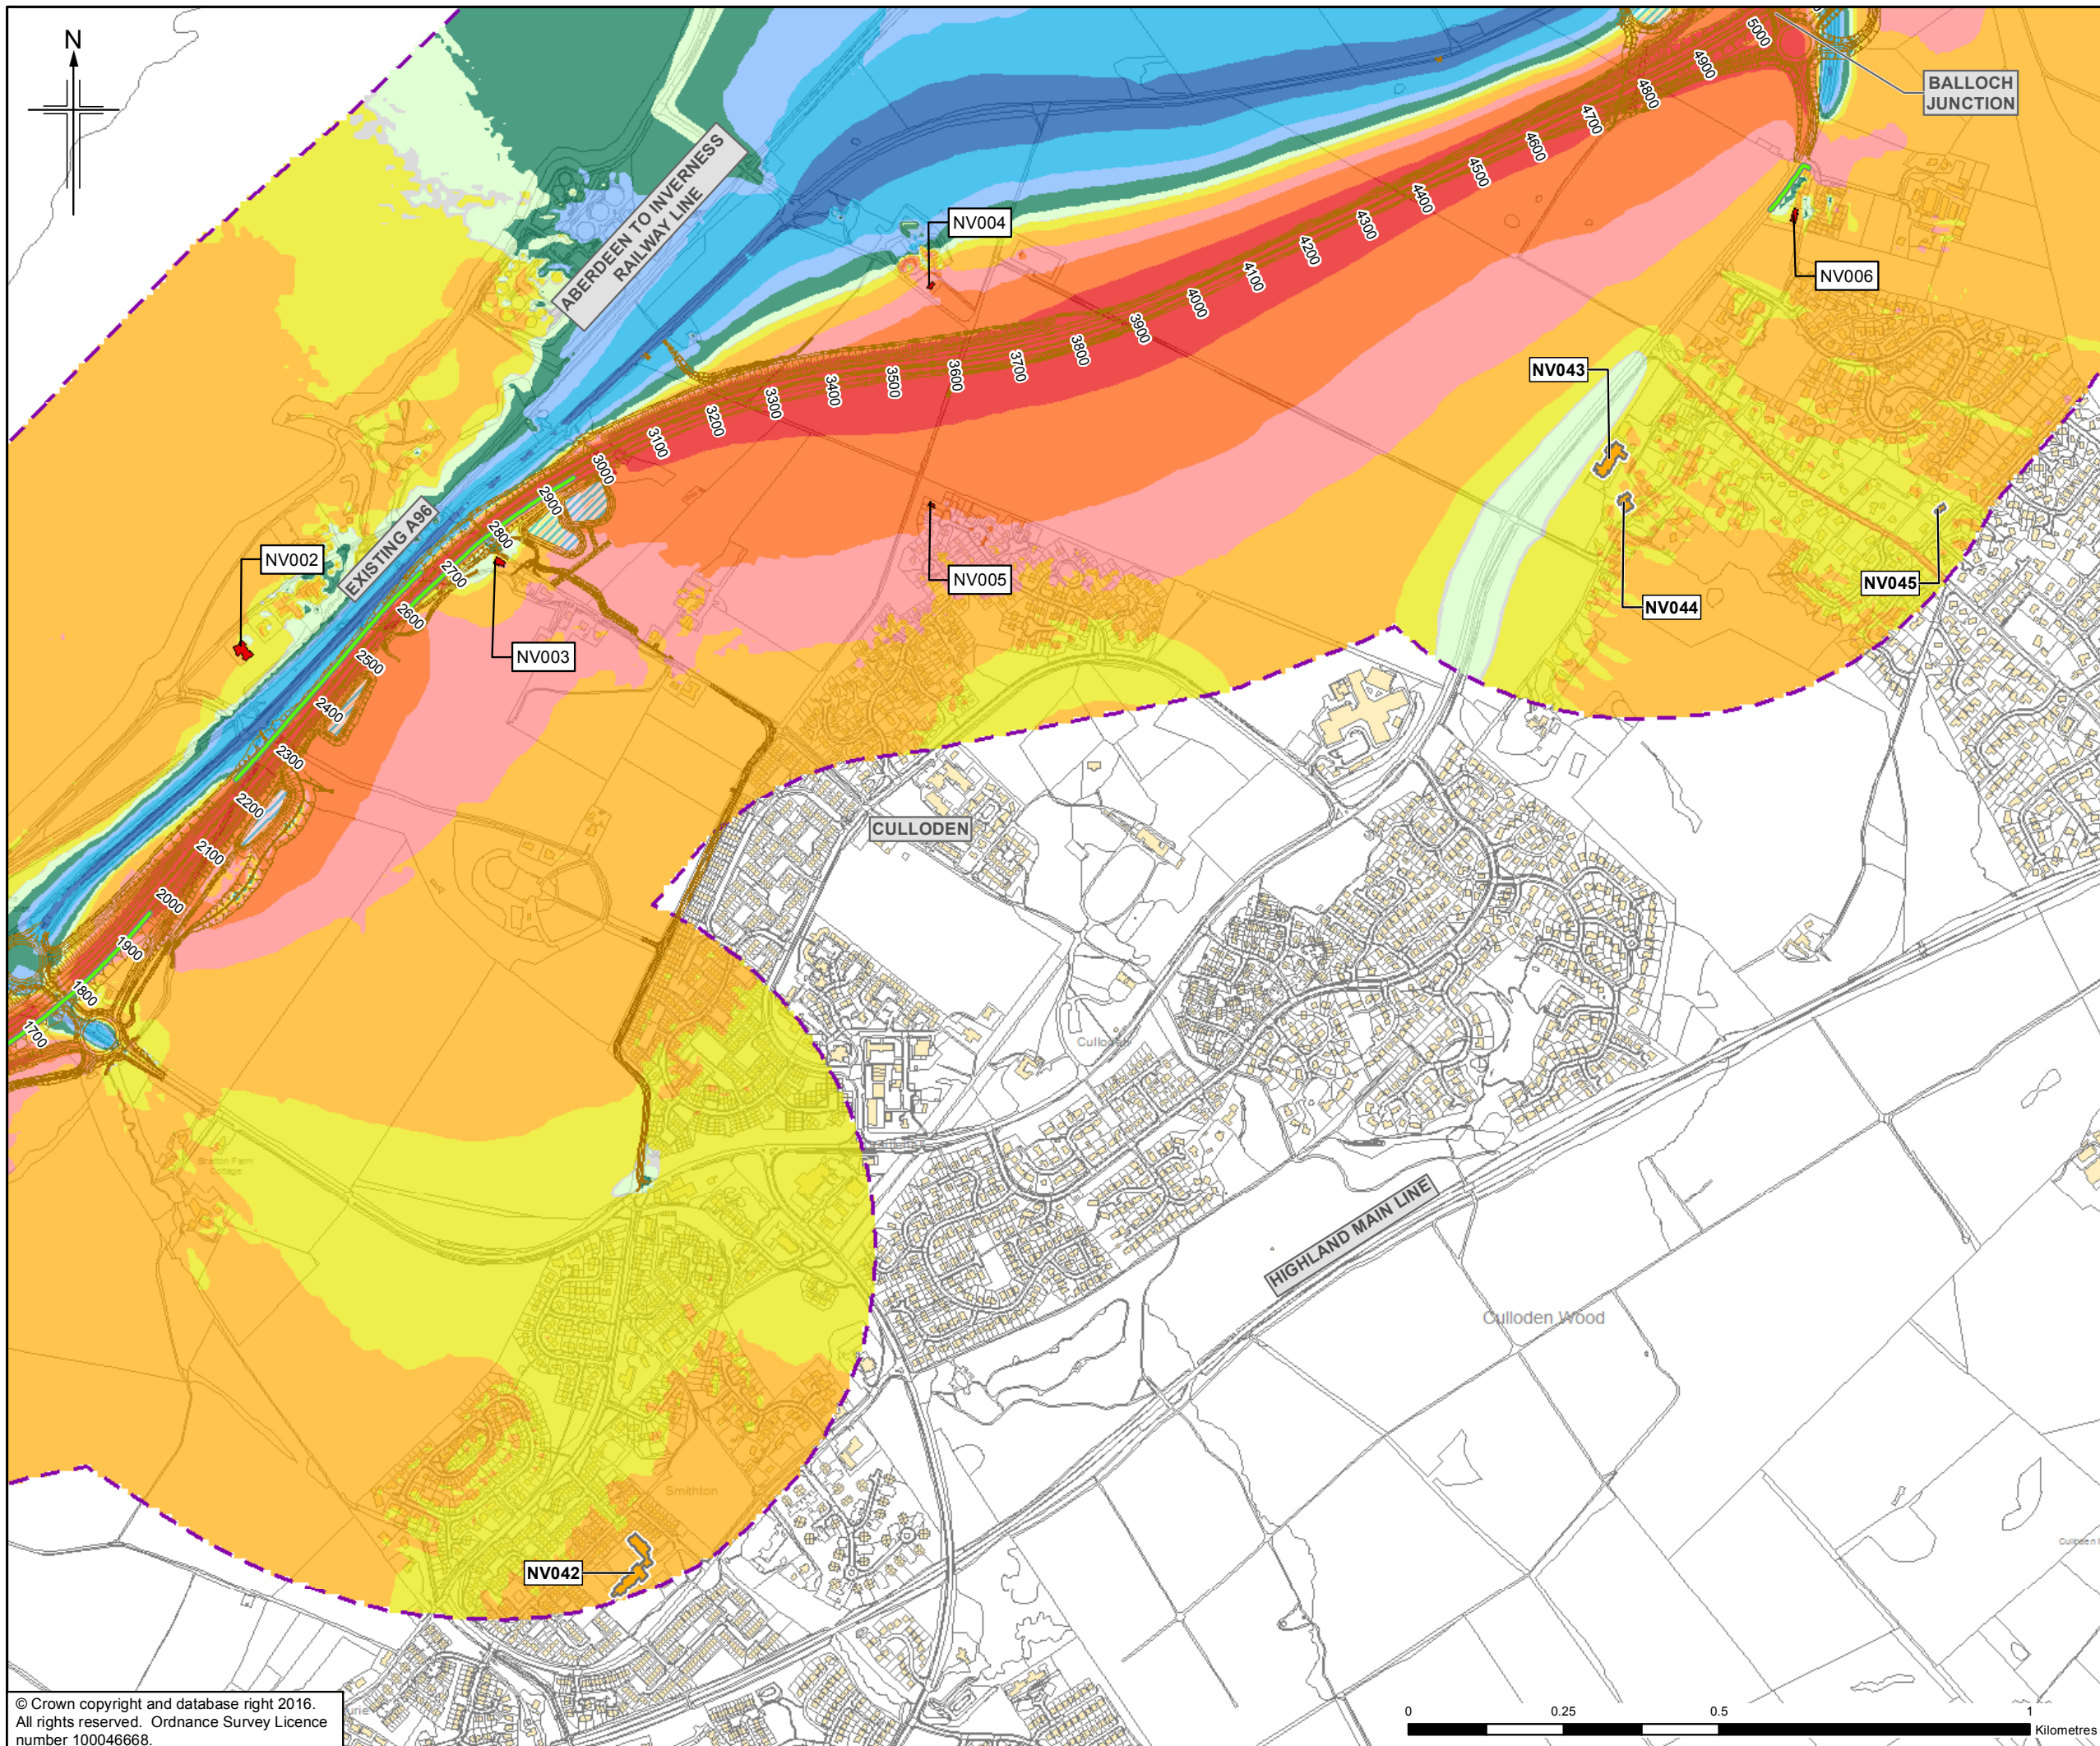 N
BALLOCH
JUNCTION
ABERDEEN TO INVERNESS
RAILWAY LINE
NV004
NV006
NV043
NV044
NV045
NV005
NV002
NV003
EXISTING A96
5000
4900
4800
4700
4600
4500
4400
4300
4200
4100
4000
3900
3800
3700
3600
3500
3400
3300
3200
3100
3000
2900
2800
2700
2600
2500
2400
2300
2200
2100
2000
1900
1800
1700
CULLODEN
Culloden
Stratton Farm
Cottage
HIGHLAND MAIN LINE
Culloden Wood
Smithton
NV042
© Crown copyright and database right 2016.
All rights reserved. Ordnance Survey Licence
number 100046668.
0 0.25 0.5 1
Kilometres